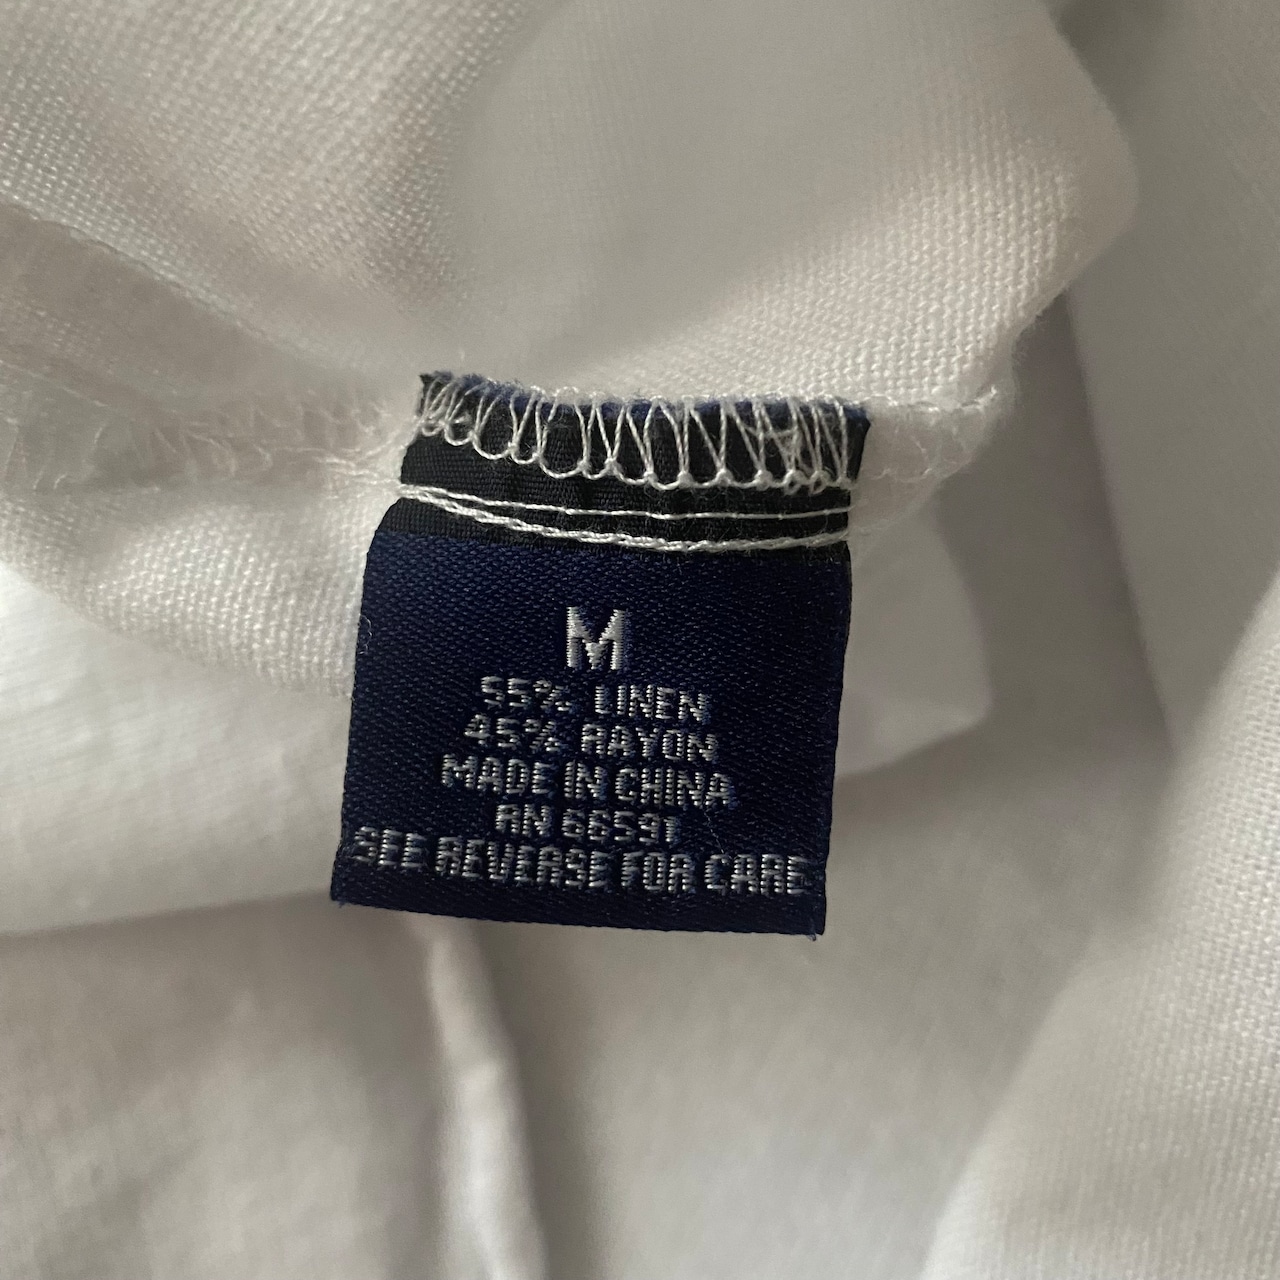 M
55% LINEN
45% RAYON
MADE IN CHINA
RN 66591
SEE REVERSE FOR CARE